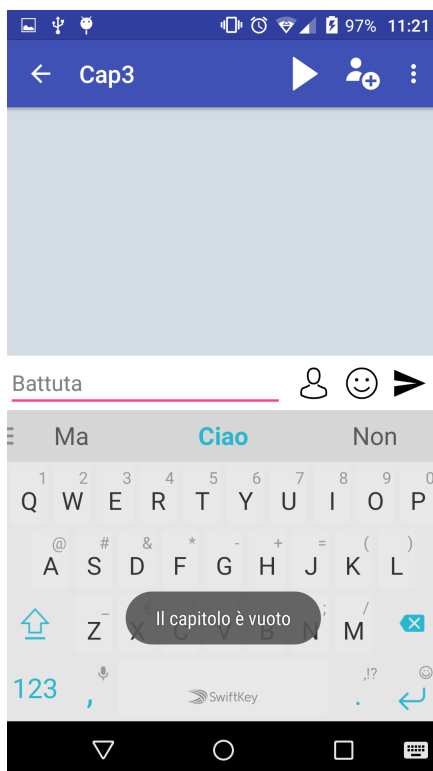 97% 11:21
Cap3
Battuta
Ma Ciao Non
1 2 3 4 5 6 7 8 9 0
Q W E R T Y U I O P
@ # & * - + = ( )
A S D F G H J K L
_ € ; /
Z X C V B N M
Il capitolo è vuoto
123 , SwiftKey . ,!?